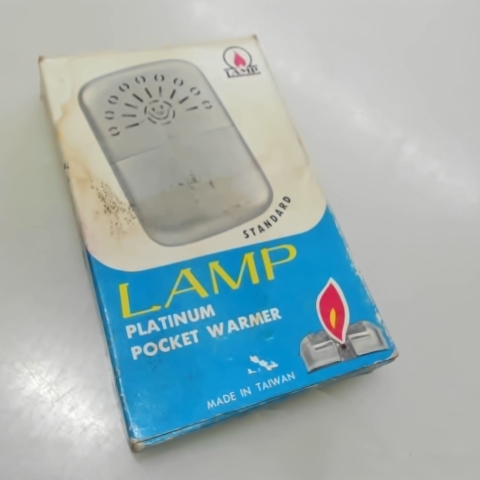 LAMP
STANDARD
LAMP
PLATINUM
POCKET WARMER
MADE IN TAIWAN